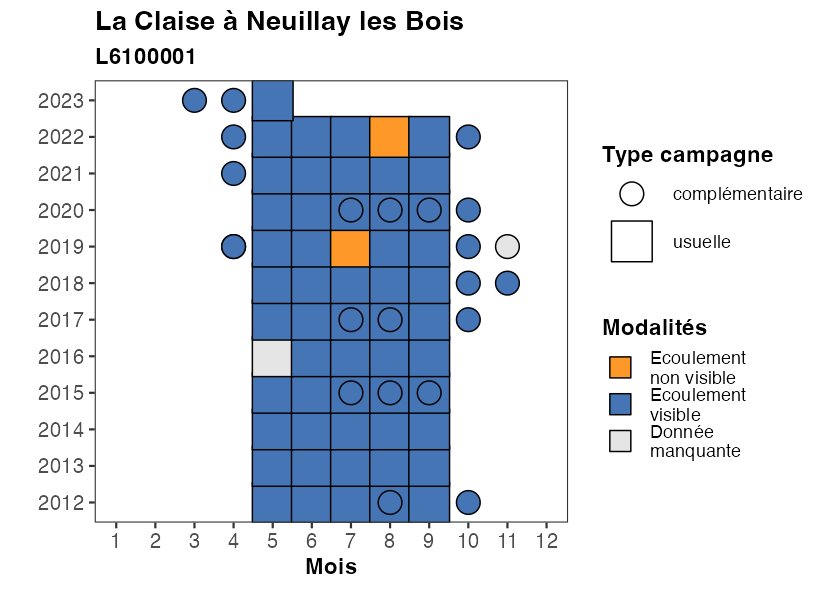 La Claise à Neuillay les Bois
L6100001
2023
2022
2021
2020
2019
2018
2017
2016
2015
2014
2013
2012
1 2 3 4 5 6 7 8 9 10 11 12
Mois
Type campagne
complémentaire
usuelle
Modalités
Ecoulement
non visible
Ecoulement
visible
Donnée
manquante